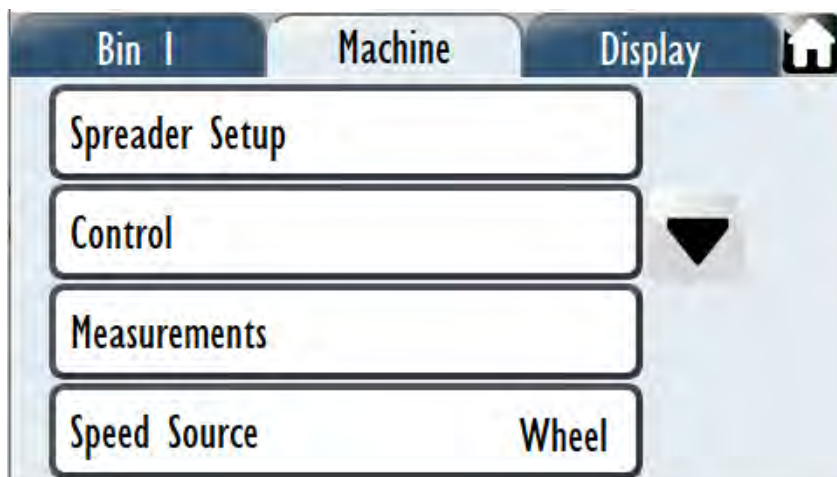 Bin 1 Machine Display
Spreader Setup
Control
Measurements
Speed Source Wheel